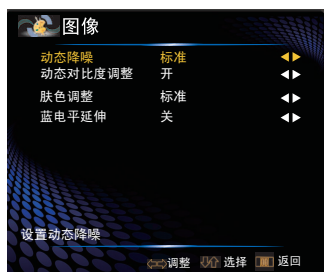 图像
动态降噪 标准
动态对比度调整 开
肤色调整 标准
蓝电平延伸 关
设置动态降噪
调整 选择 返回